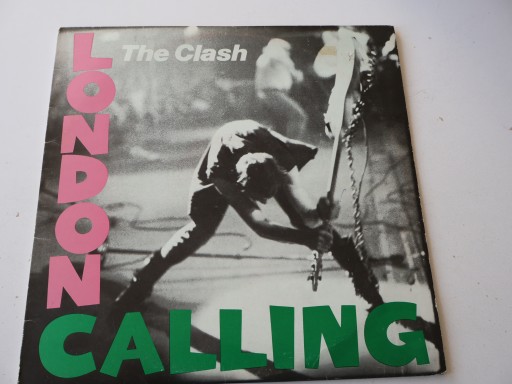 The Clash
LONDON
CALLING